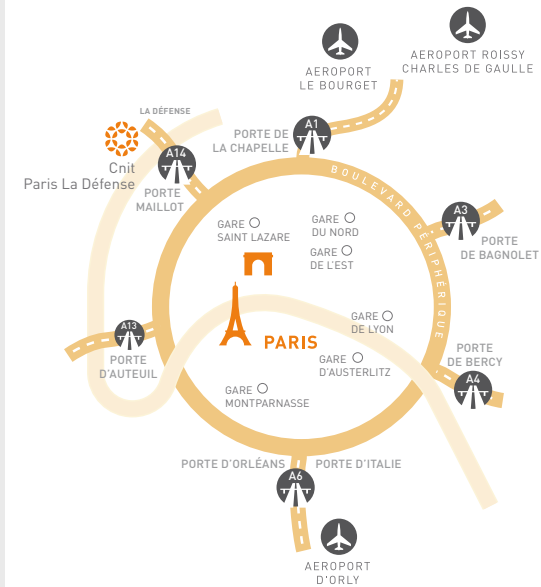 AEROPORT
LE BOURGET
AEROPORT ROISSY
CHARLES DE GAULLE
LA DÉFENSE
Cnit
Paris La Défense
A14
PORTE
MAILLOT
PORTE DE
LA CHAPELLE
A1
BOULEVARD PÉRIPHÉRIQUE
A3
PORTE
DE BAGNOLET
GARE
SAINT LAZARE
GARE
DU NORD
GARE
DE L'EST
A13
PORTE
D'AUTEUIL
PARIS
GARE
DE LYON
GARE
D'AUSTERLITZ
GARE
MONTPARNASSE
PORTE
DE BERCY
A4
PORTE D'ORLÉANS
PORTE D'ITALIE
A6
AEROPORT
D'ORLY